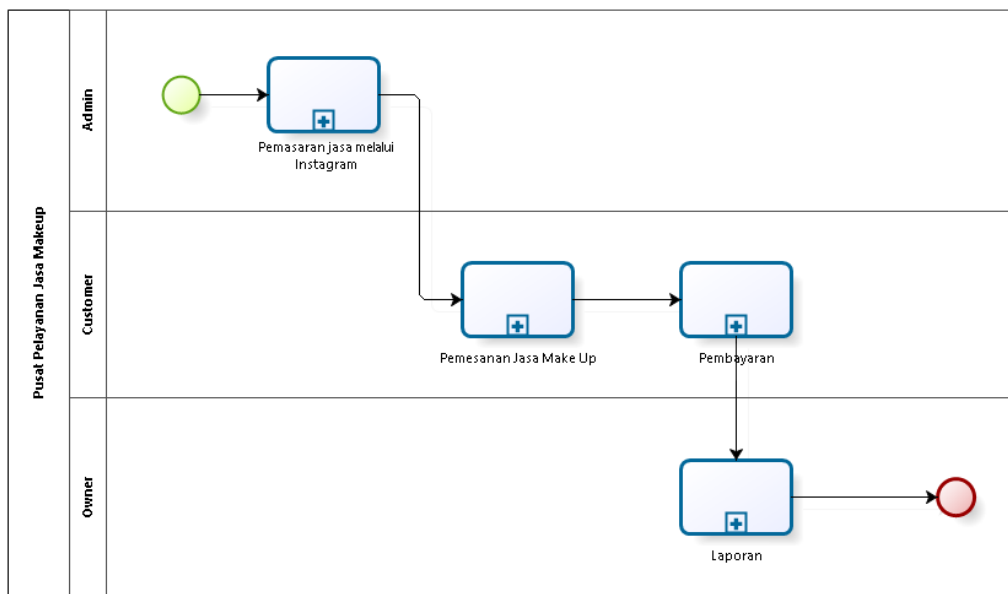 Pusat Pelayanan Jasa Makeup
Admin
Pemasaran jasa melalui
Instagram
Customer
Pemesanan Jasa Make Up
Pembayaran
Owner
Laporan